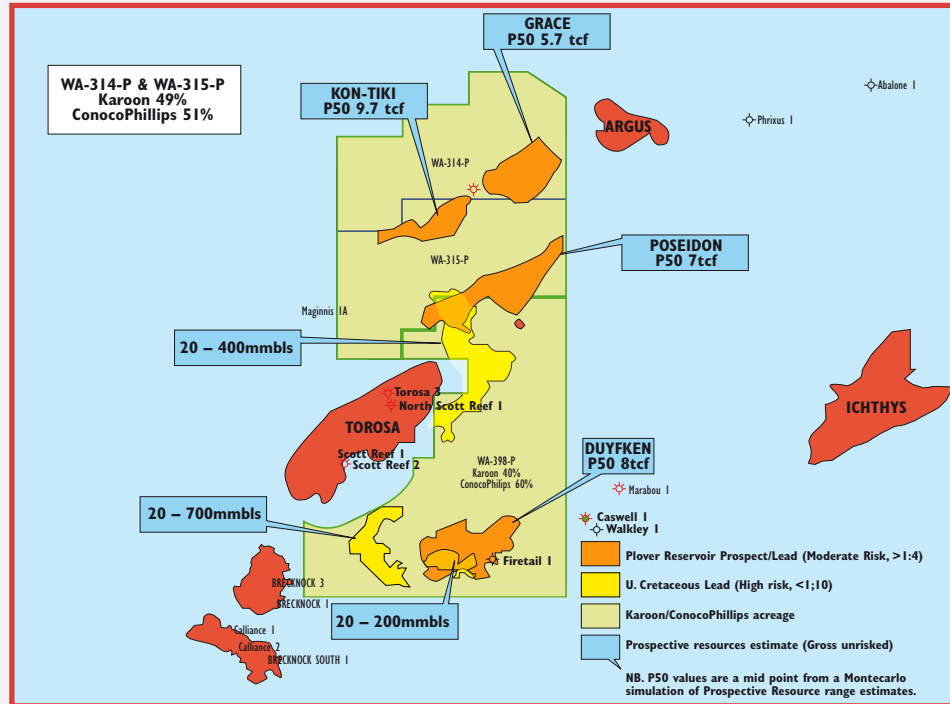 GRACE
P50 5.7 tcf
WA-314-P & WA-315-P
Karoon 49%
ConocoPhillips 51%
KON-TIKI
P50 9.7 tcf
Abalone 1
Phrixus 1
ARGUS
WA-314-P
POSEIDON
P50 7tcf
WA-315-P
Maginnis 1A
20 – 400mmbls
Torosa 3
North Scott Reef 1
TOROSA
ICHTHYS
Scott Reef 1
Scott Reef 2
WA-398-P
Karoon 40%
ConocoPhilips 60%
DUYFKEN
P50 8tcf
Marabou 1
20 – 700mmbls
Caswell 1
Walkley 1
Firetail 1
Plover Reservoir Prospect/Lead (Moderate Risk, >1:4)
U. Cretaceous Lead (High risk, <1;10)
BRECKNOCK 3
BRECKNOCK 1
20 – 200mmbls
Karoon/ConocoPhillips acreage
Calliance 1
Calliance 2
BRECKNOCK SOUTH 1
Prospective resources estimate (Gross unrisked)
NB. P50 values are a mid point from a Montecarlo
simulation of Prospective Resource range estimates.